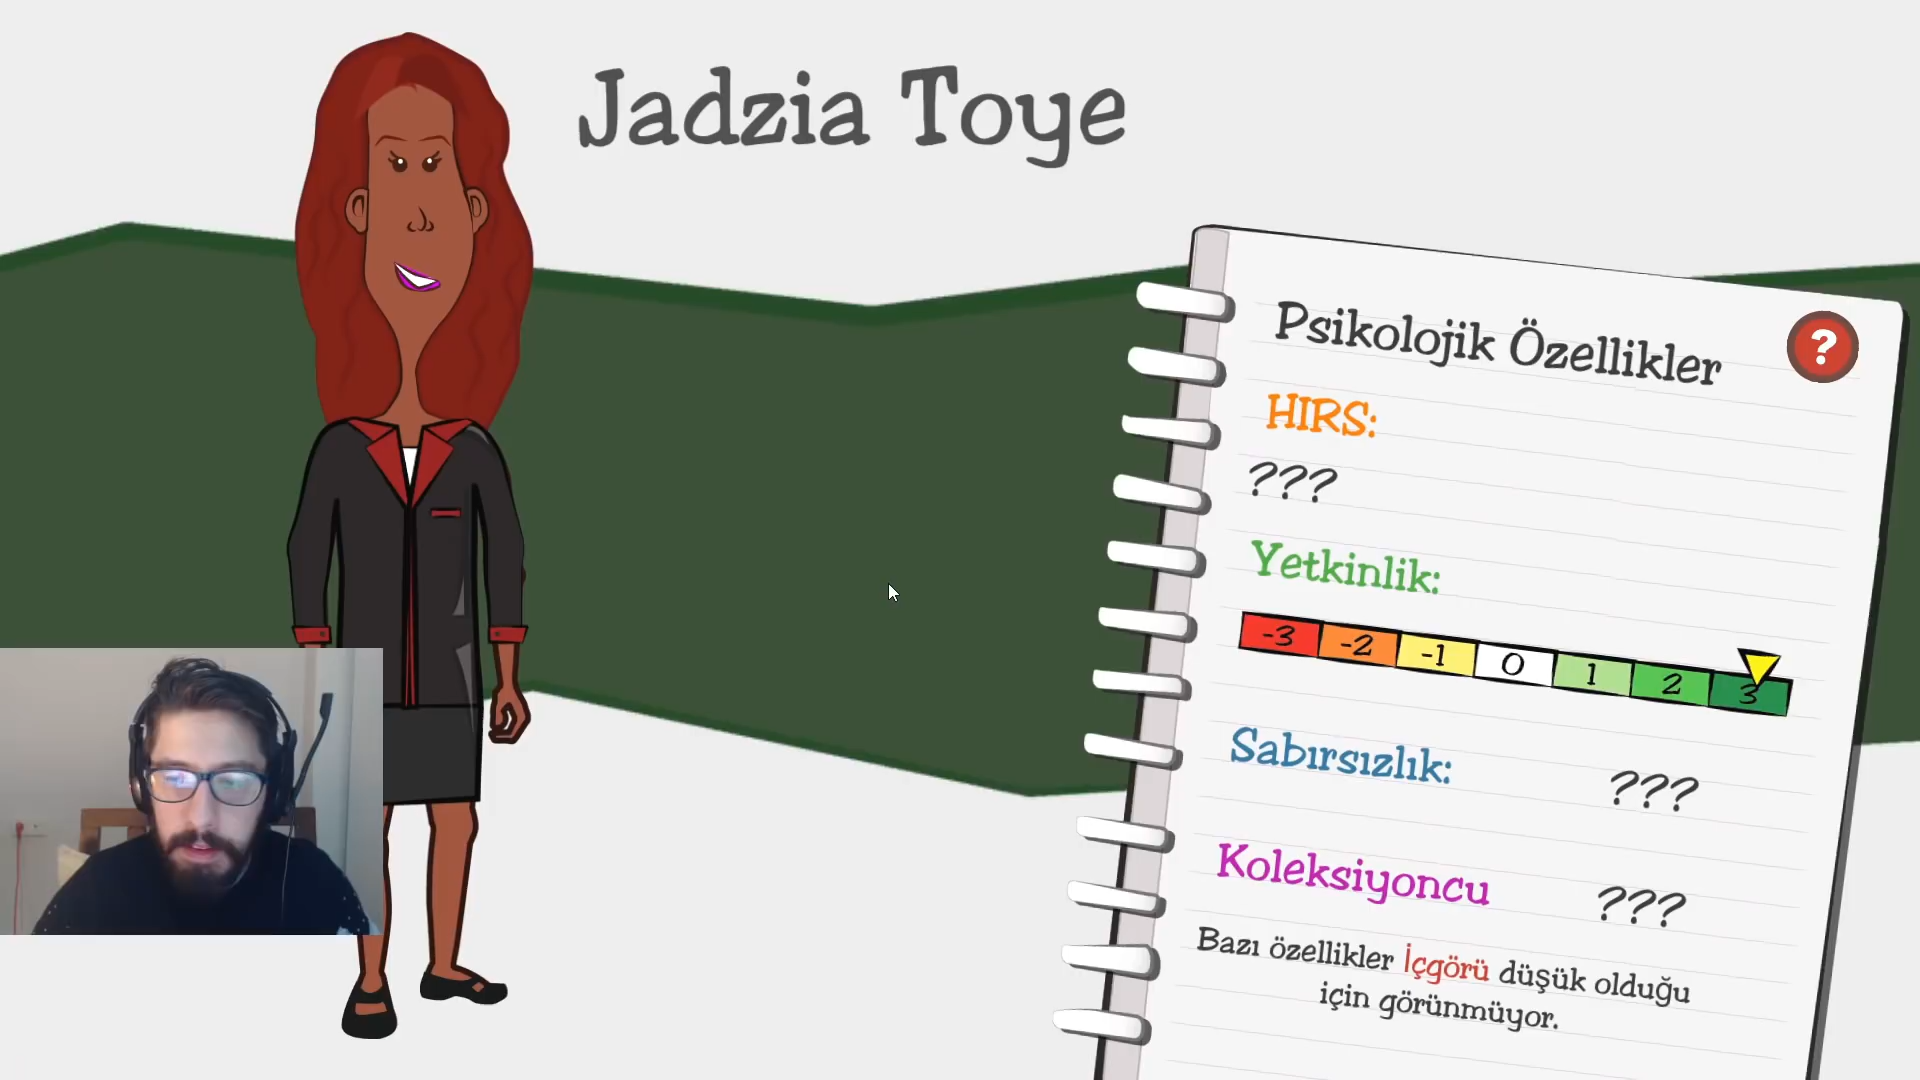 Jadzia Toye
Psikolojik Özellikler
?
HIRS:
???
Yetkinlik:
-3 -2 -1 0 1 2 3
Sabırsızlık: ???
Koleksiyoncu ???
Bazı özellikler İçgörü düşük olduğu
için görünmüyor.